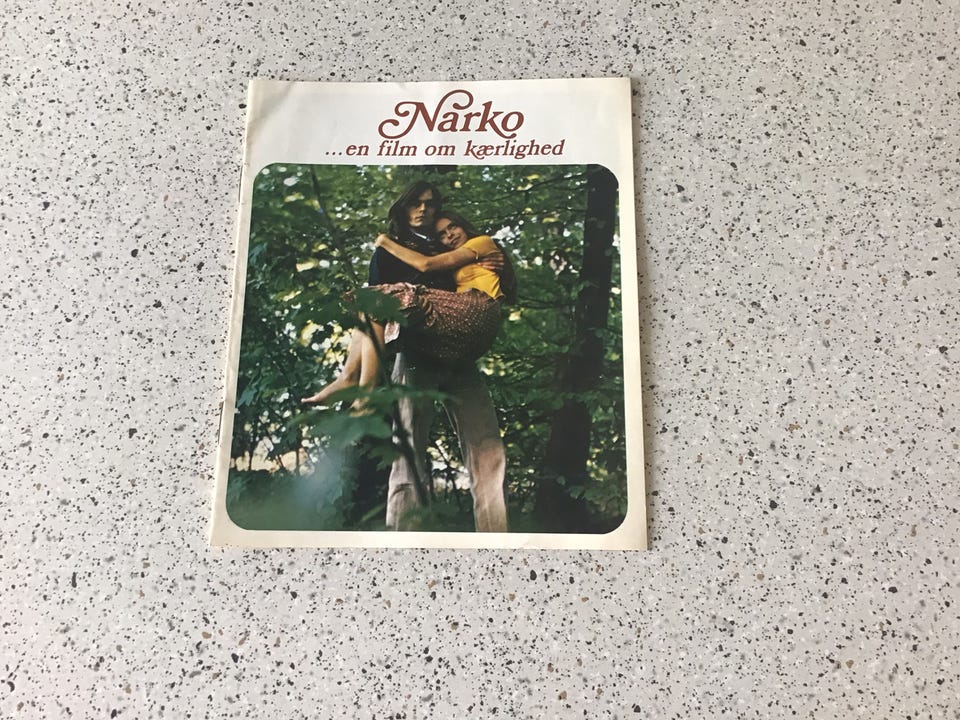 Narko
...en film om kærlighed